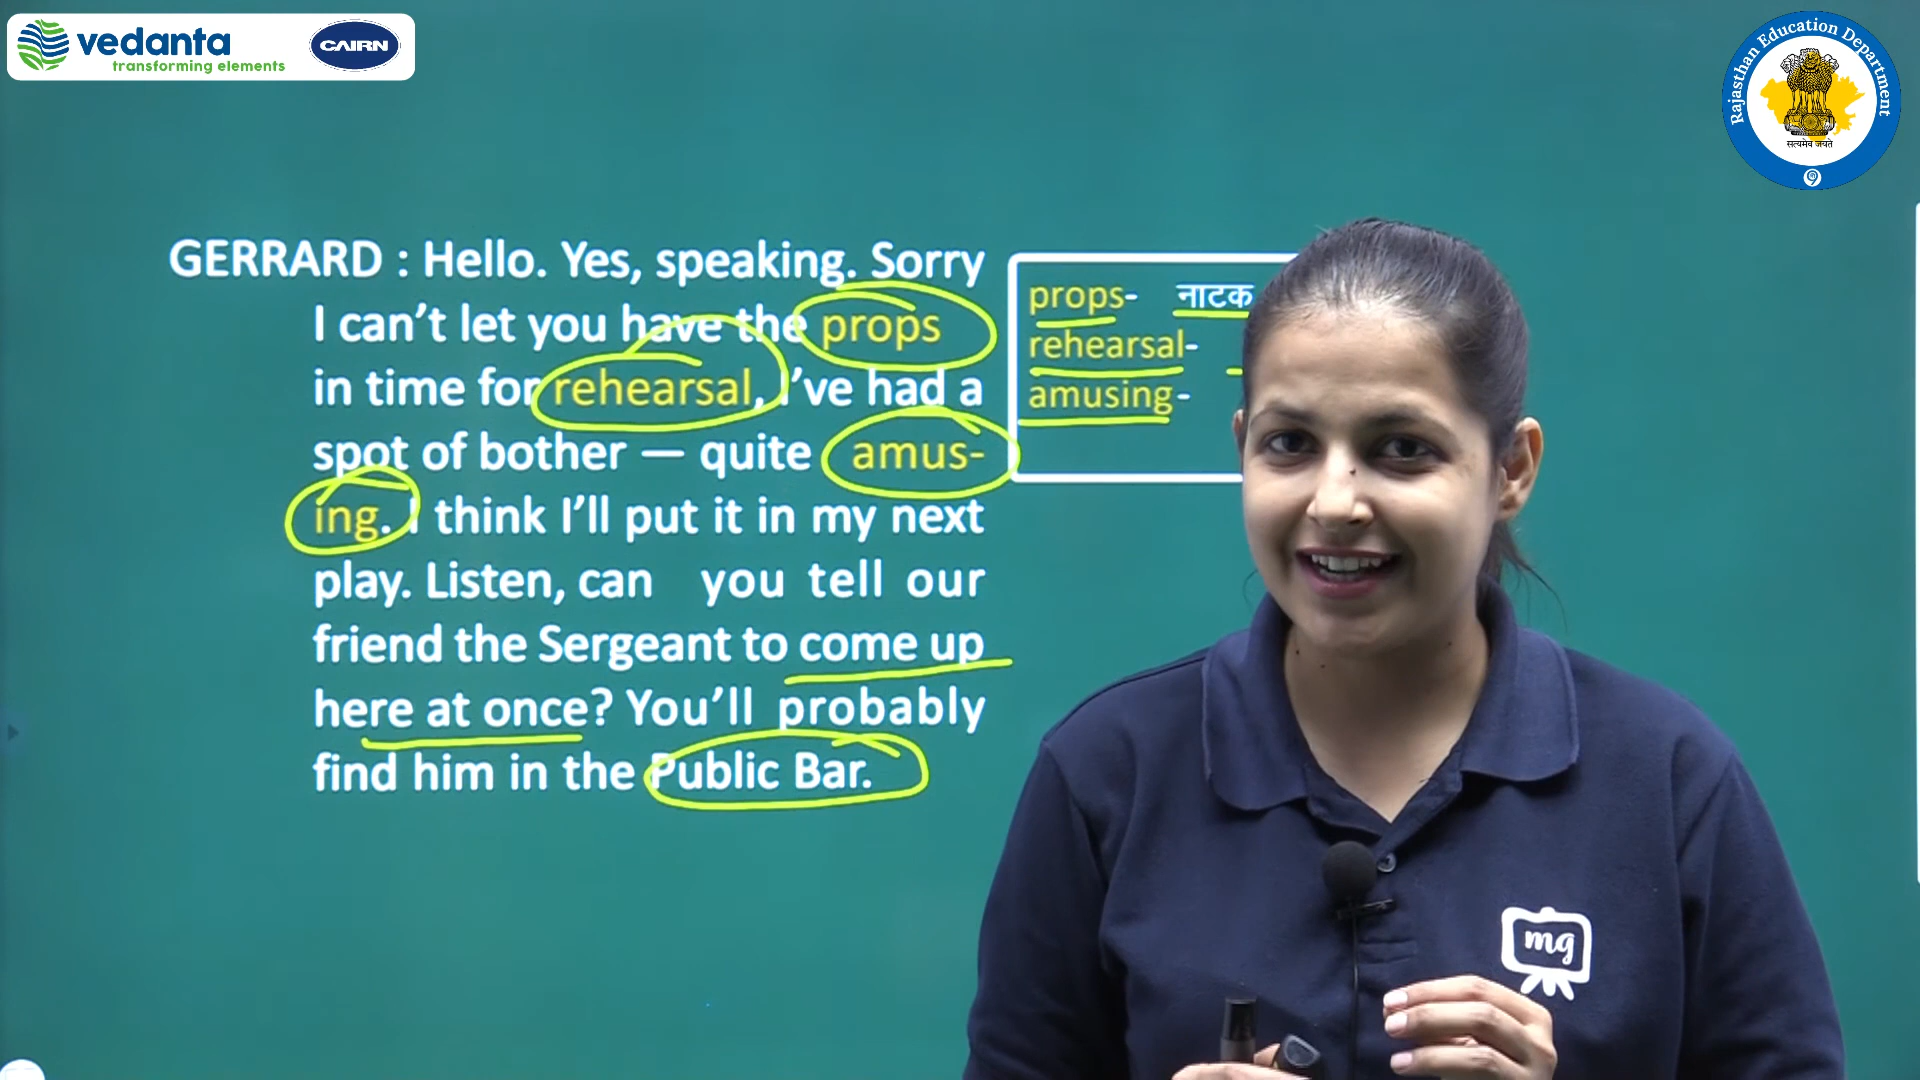 vedanta
transforming elements
CAIRN
Rajasthan Education Department
सत्यमेव जयते
GERRARD : Hello. Yes, speaking. Sorry
I can’t let you have the props
in time for rehearsal, I’ve had a
spot of bother — quite amus-
ing. I think I’ll put it in my next
play. Listen, can you tell our
friend the Sergeant to come up
here at once? You’ll probably
find him in the Public Bar.
props- नाटक
rehearsal-
amusing-
mg